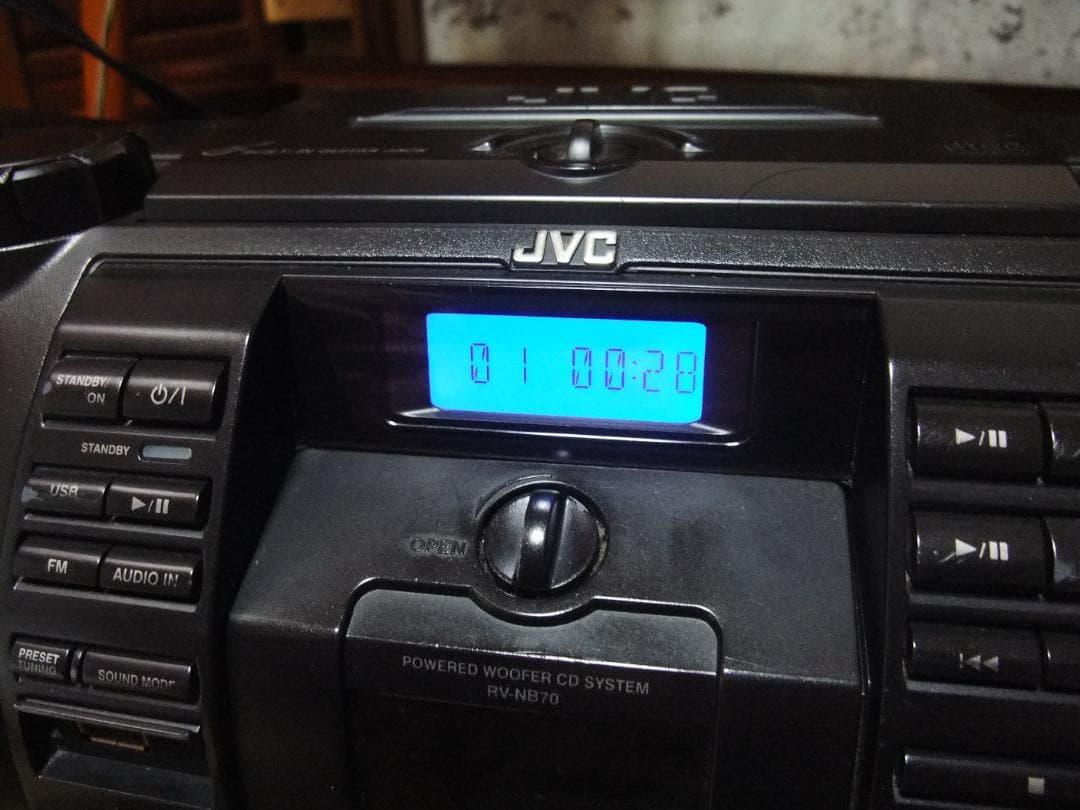 JVC
JVC
01 00:28
STANDBY/
ON
⏻/I
STANDBY
USB
▶/❚❚
FM
AUDIO IN
PRESET
TUNING
SOUND MODE
OPEN
POWERED WOOFER CD SYSTEM
RV-NB70
▶/❚❚
▶/❚❚
⏮
■